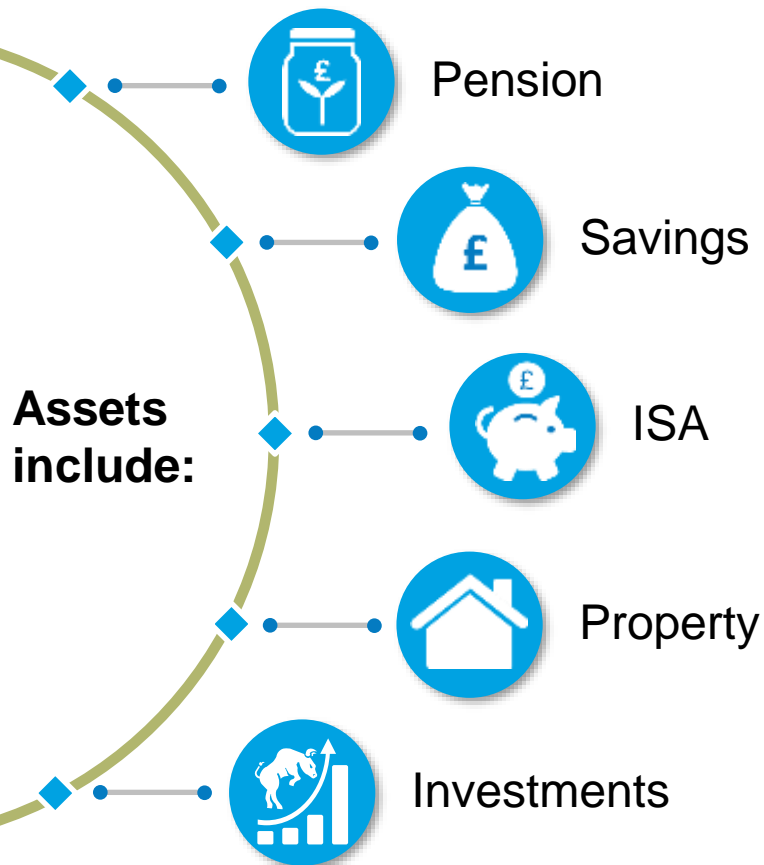 £
Pension
£
Savings
Assets
include:
£
ISA
Property
Investments